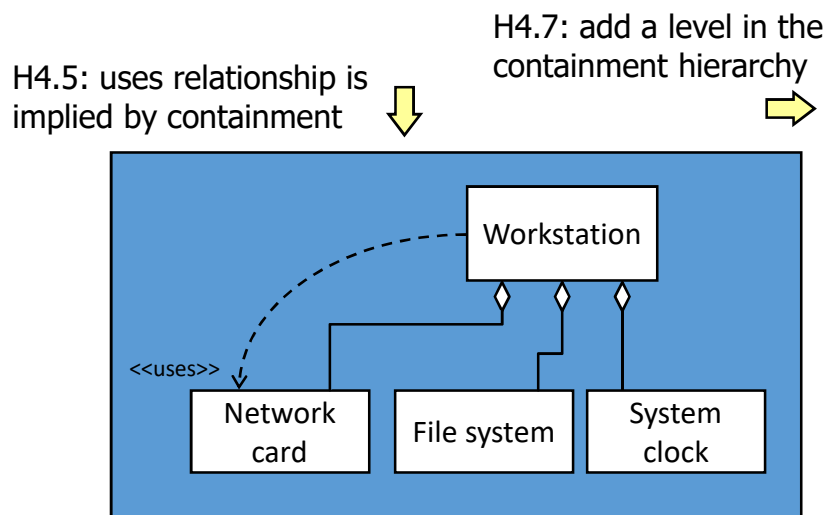 H4.7: add a level in the
containment hierarchy
H4.5: uses relationship is
implied by containment
Workstation
<<uses>>
Network
card
File system
System
clock